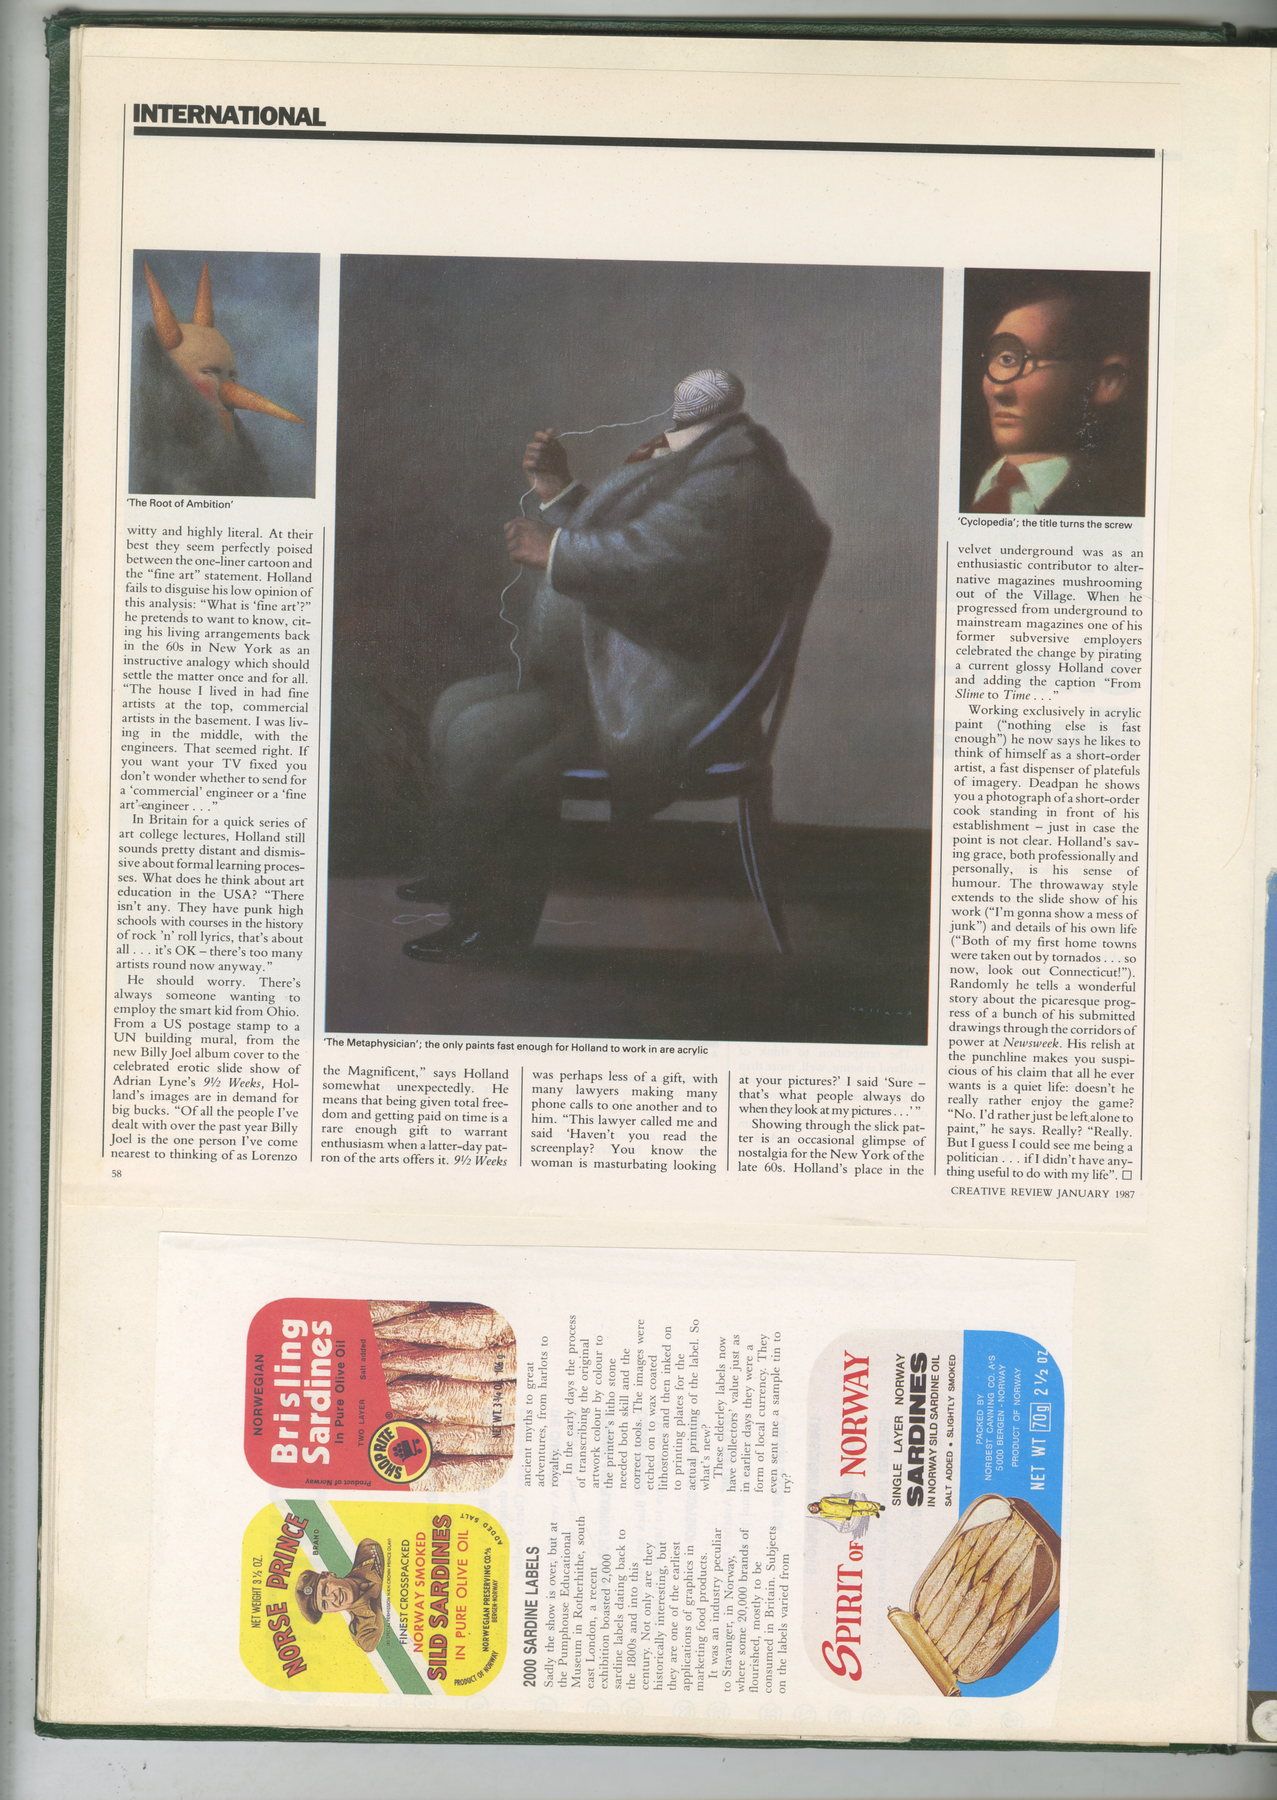 INTERNATIONAL
'The Root of Ambition'
witty and highly literal. At their
best they seem perfectly poised
between the one-liner cartoon and
the “fine art” statement. Holland
fails to disguise his low opinion of
this analysis: “What is ‘fine art’?”
he pretends to want to know, cit-
ing his living arrangements back
in the 60s in New York as an
instructive analogy which should
settle the matter once and for all.
“The house I lived in had fine
artists at the top, commercial
artists in the basement. I was liv-
ing in the middle, with the
engineers. That seemed right. If
you want your TV fixed you
don’t wonder whether to send for
a ‘commercial’ engineer or a ‘fine
art’ engineer . . .”
In Britain for a quick series of
art college lectures, Holland still
sounds pretty distant and dismis-
sive about formal learning proces-
ses. What does he think about art
education in the USA? “There
isn’t any. They have punk high
schools with courses in the history
of rock ’n’ roll lyrics, that’s about
all . . . it’s OK – there’s too many
artists round now anyway.”
He should worry. There’s
always someone wanting to
employ the smart kid from Ohio.
From a US postage stamp to a
UN building mural, from the
new Billy Joel album cover to the
celebrated erotic slide show of
Adrian Lyne’s 9½ Weeks, Hol-
land’s images are in demand for
big bucks. “Of all the people I’ve
dealt with over the past year Billy
Joel is the one person I’ve come
nearest to thinking of as Lorenzo
58
'The Metaphysician'; the only paints fast enough for Holland to work in are acrylic
the Magnificent,” says Holland
somewhat unexpectedly. He
means that being given total free-
dom and getting paid on time is a
rare enough gift to warrant
enthusiasm when a latter-day pat-
ron of the arts offers it. 9½ Weeks
was perhaps less of a gift, with
many lawyers making many
phone calls to one another and to
him. “This lawyer called me and
said ‘Haven’t you read the
screenplay? You know the
woman is masturbating looking
at your pictures?’ I said ‘Sure –
that’s what people always do
when they look at my pictures . . .’ ”
Showing through the slick pat-
ter is an occasional glimpse of
nostalgia for the New York of the
late 60s. Holland’s place in the
'Cyclopedia'; the title turns the screw
velvet underground was as an
enthusiastic contributor to alter-
native magazines mushrooming
out of the Village. When he
progressed from underground to
mainstream magazines one of his
former subversive employers
celebrated the change by pirating
a current glossy Holland cover
and adding the caption “From
Slime to Time . . .”
Working exclusively in acrylic
paint (“nothing else is fast
enough”) he now says he likes to
think of himself as a short-order
artist, a fast dispenser of platefuls
of imagery. Deadpan he shows
you a photograph of a short-order
cook standing in front of his
establishment – just in case the
point is not clear. Holland’s sav-
ing grace, both professionally and
personally, is his sense of
humour. The throwaway style
extends to the slide show of his
work (“I’m gonna show a mess of
junk”) and details of his own life
(“Both of my first home towns
were taken out by tornados . . . so
now, look out Connecticut!”).
Randomly he tells a wonderful
story about the picaresque prog-
ress of a bunch of his submitted
drawings through the corridors of
power at Newsweek. His relish at
the punchline makes you suspi-
cious of his claim that all he ever
wants is a quiet life: doesn’t he
really rather enjoy the game?
“No. I’d rather just be left alone to
paint,” he says. Really? “Really.
But I guess I could see me being a
politician . . . if I didn’t have any-
thing useful to do with my life”. □
CREATIVE REVIEW JANUARY 1987
NET WEIGHT 3½ OZ.
NORSE PRINCE
BRAND
FINEST CROSSPACKED
NORWAY SMOKED
SILD SARDINES
IN PURE OLIVE OIL
ADDED SALT
NORWEGIAN PRESERVING CO%
BERGEN-NORWAY
PRODUCT OF NORWAY
NORWEGIAN
Brisling
Sardines
In Pure Olive Oil
TWO LAYER Salt added
Product of Norway
SHOPRITE
NET WT 3¾ oz. 106 g
2000 SARDINE LABELS
Sadly the show is over, but at
the Pumphouse Educational
Museum in Rotherhithe, south
east London, a recent
exhibition boasted 2,000
sardine labels dating back to
the 1800s and into this
century. Not only are they
historically interesting, but
they are one of the earliest
applications of graphics in
marketing food products.
It was an industry peculiar
to Stavanger, in Norway,
where some 20,000 brands of
flourished, mostly to be
consumed in Britain. Subjects
on the labels varied from
ancient myths to great
adventures, from harlots to
royalty.
In the early days the process
of transcribing the original
artwork colour by colour to
the printer’s litho stone
needed both skill and the
correct tools. The images were
etched on to wax coated
lithostones and then inked on
to printing plates for the
actual printing of the label. So
what’s new?
These elderley labels now
have collectors’ value just as
in earlier days they were a
form of local currency. They
even sent me a sample tin to
try?
SPIRIT OF NORWAY
SINGLE LAYER NORWAY
SARDINES
IN NORWAY SILD SARDINE OIL
SALT ADDED • SLIGHTLY SMOKED
PACKED BY
NORBEST CANNING CO. A·S
5000 BERGEN - NORWAY
PRODUCT OF NORWAY
NET WT 70g 2 ½ OZ